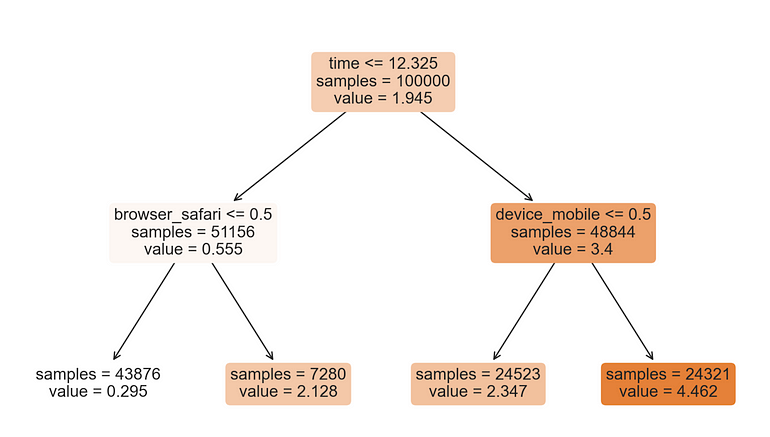 time <= 12.325
samples = 100000
value = 1.945
browser_safari <= 0.5
samples = 51156
value = 0.555
device_mobile <= 0.5
samples = 48844
value = 3.4
samples = 43876
value = 0.295
samples = 7280
value = 2.128
samples = 24523
value = 2.347
samples = 24321
value = 4.462